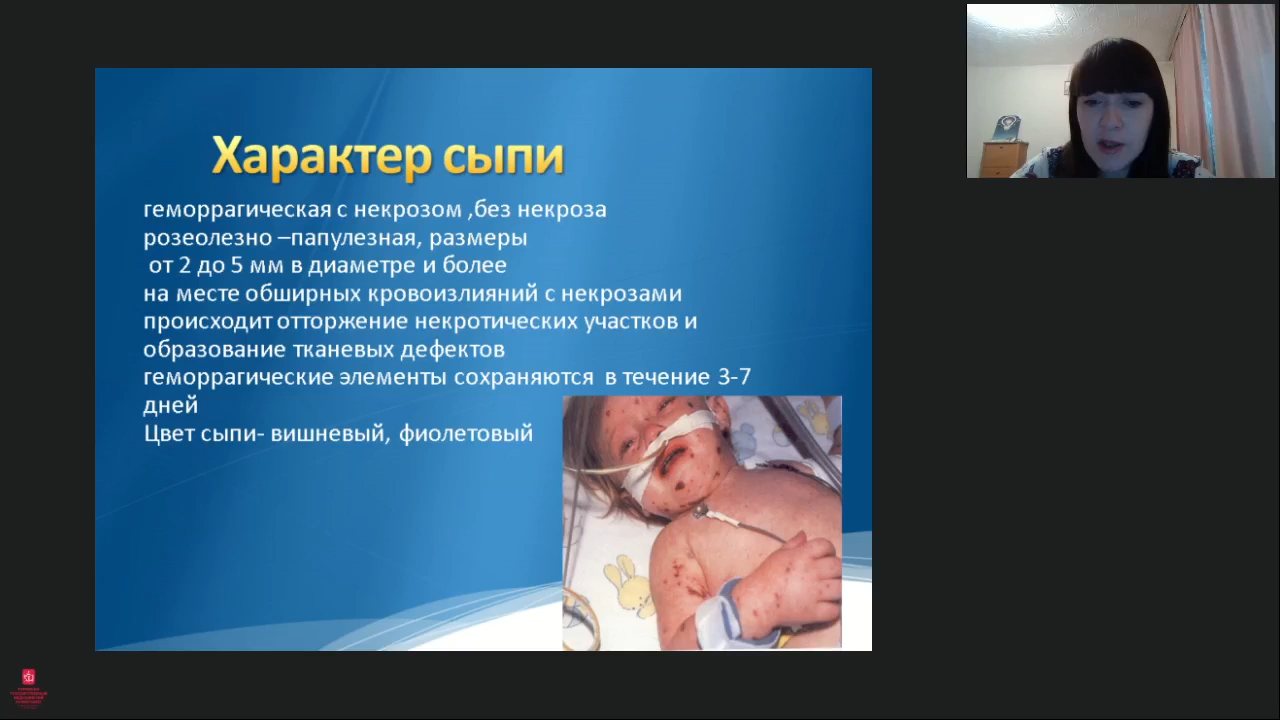 Характер сыпи
геморрагическая с некрозом ,без некроза
розеолезно –папулезная, размеры
от 2 до 5 мм в диаметре и более
на месте обширных кровоизлияний с некрозами
происходит отторжение некротических участков и
образование тканевых дефектов
геморрагические элементы сохраняются в течение 3-7
дней
Цвет сыпи- вишневый, фиолетовый